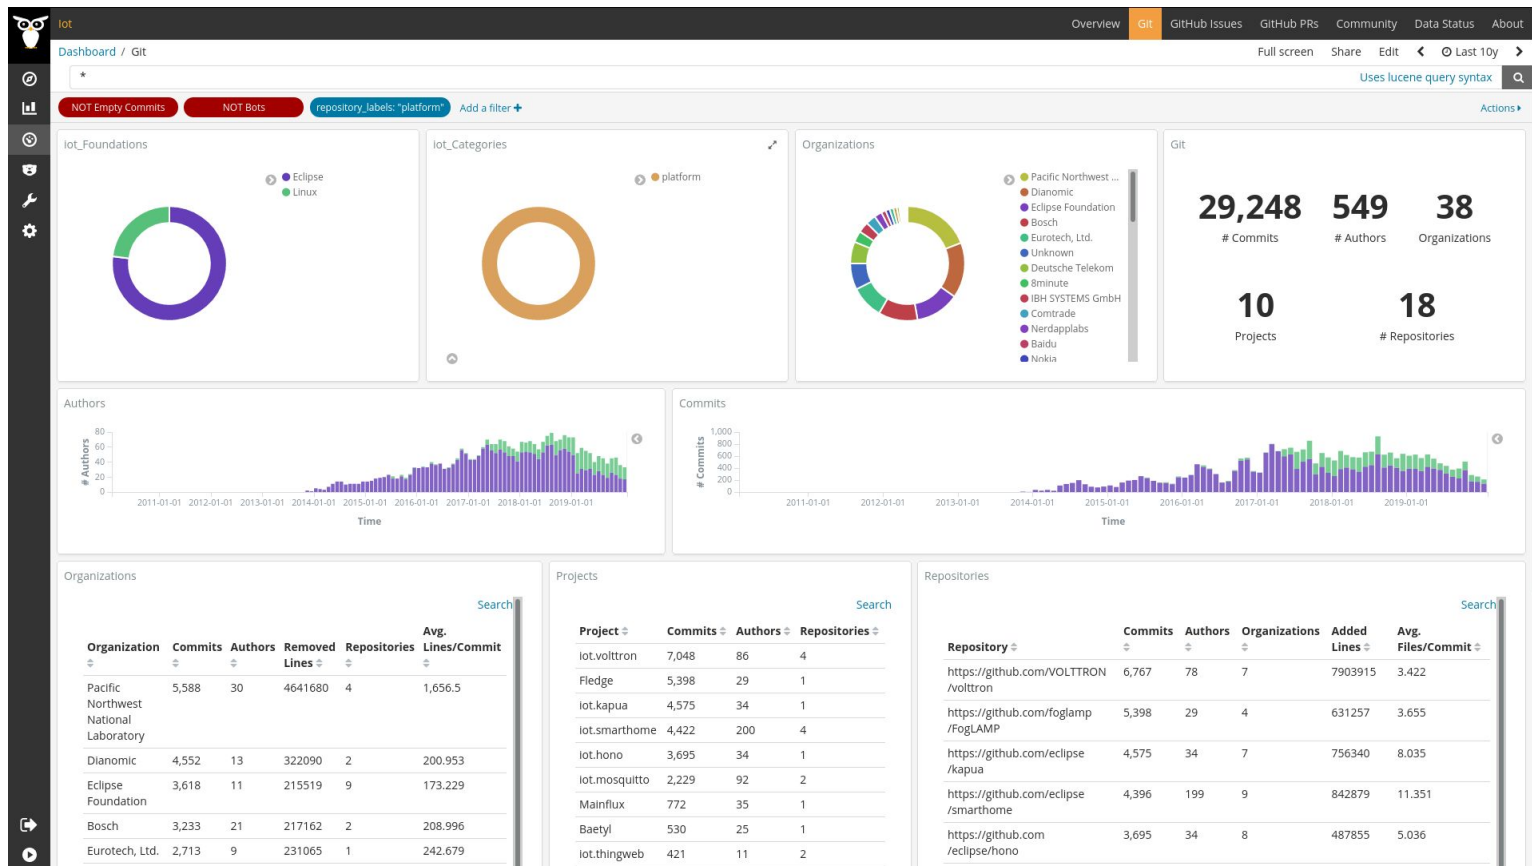 Iot
Overview Git GitHub Issues GitHub PRs Community Data Status About
Dashboard / Git
Full screen Share Edit Last 10y
*
Uses lucene query syntax
NOT Empty Commits NOT Bots repository_labels: "platform" Add a filter +
Actions
iot_Foundations
Eclipse
Linux
iot_Categories
platform
Organizations
Pacific Northwest ...
Dianomic
Eclipse Foundation
Bosch
Eurotech, Ltd.
Unknown
Deutsche Telekom
8minute
IBH SYSTEMS GmbH
Comtrade
Nerdapplabs
Baidu
Nokia
Git
29,248 549 38
# Commits # Authors Organizations
10 18
Projects # Repositories
Authors
# Authors
80
60
40
20
0
2011-01-01 2012-01-01 2013-01-01 2014-01-01 2015-01-01 2016-01-01 2017-01-01 2018-01-01 2019-01-01
Time
Commits
# Commits
1,000
800
600
400
200
0
2011-01-01 2012-01-01 2013-01-01 2014-01-01 2015-01-01 2016-01-01 2017-01-01 2018-01-01 2019-01-01
Time
Organizations
Search
Avg.
Organization Commits Authors Removed Repositories Lines/Commit
Lines
Pacific 5,588 30 4641680 4 1,656.5
Northwest
National
Laboratory
Dianomic 4,552 13 322090 2 200.953
Eclipse 3,618 11 215519 9 173.229
Foundation
Bosch 3,233 21 217162 2 208.996
Eurotech, Ltd. 2,713 9 231065 1 242.679
Projects
Search
Project Commits Authors Repositories
iot.volttron 7,048 86 4
Fledge 5,398 29 1
iot.kapua 4,575 34 1
iot.smarthome 4,422 200 4
iot.hono 3,695 34 1
iot.mosquitto 2,229 92 2
Mainflux 772 35 1
Baetyl 530 25 1
iot.thingweb 421 11 2
Repositories
Search
Commits Authors Organizations Added Avg.
Repository Lines Files/Commit
https://github.com/VOLTTRON 6,767 78 7 7903915 3.422
/volttron
https://github.com/foglamp 5,398 29 4 631257 3.655
/FogLAMP
https://github.com/eclipse 4,575 34 7 756340 8.035
/kapua
https://github.com/eclipse 4,396 199 9 842879 11.351
/smarthome
https://github.com 3,695 34 8 487855 5.036
/eclipse/hono